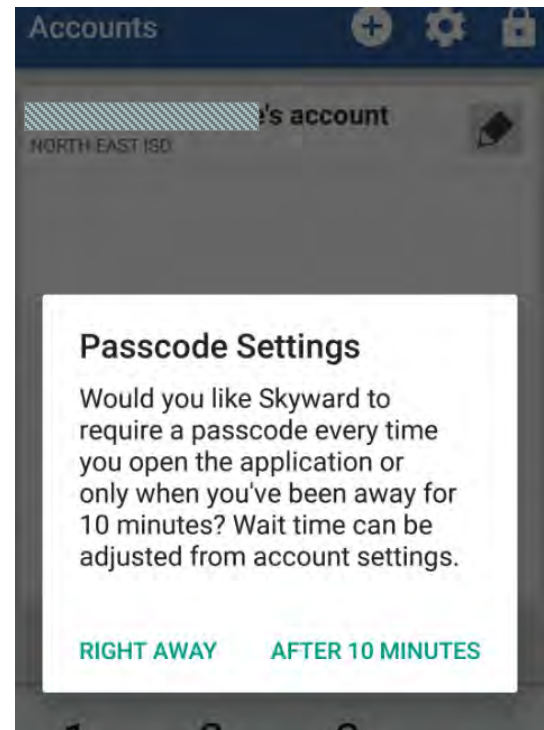 Accounts
's account
NORTH EAST ISD
Passcode Settings
Would you like Skyward to
require a passcode every time
you open the application or
only when you've been away for
10 minutes? Wait time can be
adjusted from account settings.
RIGHT AWAY AFTER 10 MINUTES